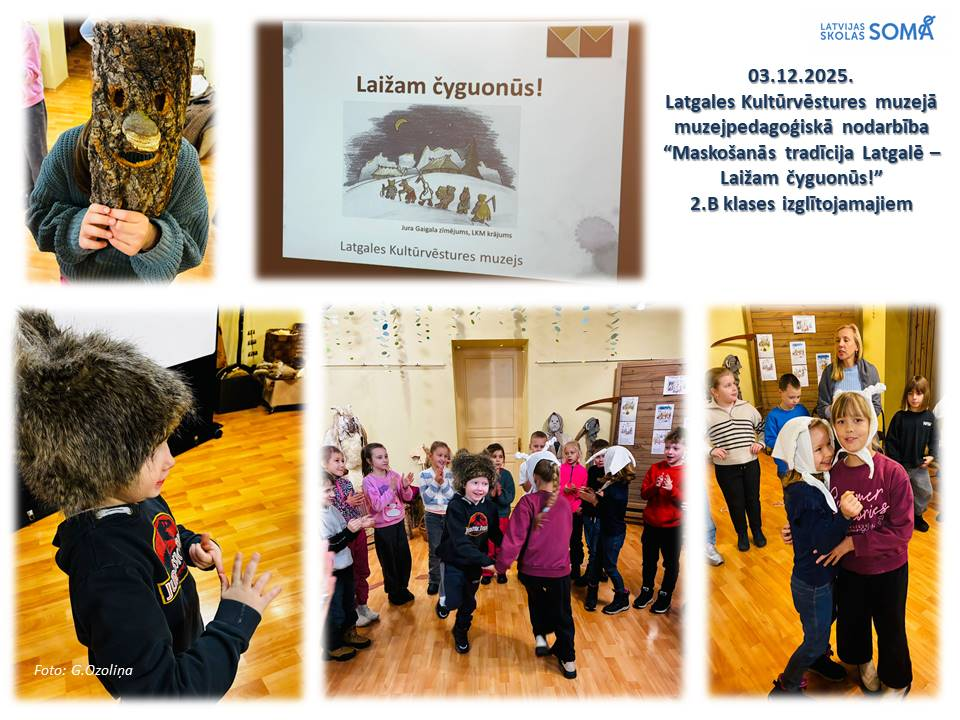 LATVIJAS
SKOLAS SOMA
03.12.2025.
Latgales Kultūrvēstures muzejā
muzejpedagoģiskā nodarbība
“Maskošanās tradīcija Latgalē –
Laižam čyguonūs!”
2.B klases izglītojamajiem
Laižam čyguonūs!
Jura Gaigala zīmējums, LKM krājums
Latgales Kultūrvēstures muzejs
Foto: G.Ozoliņa